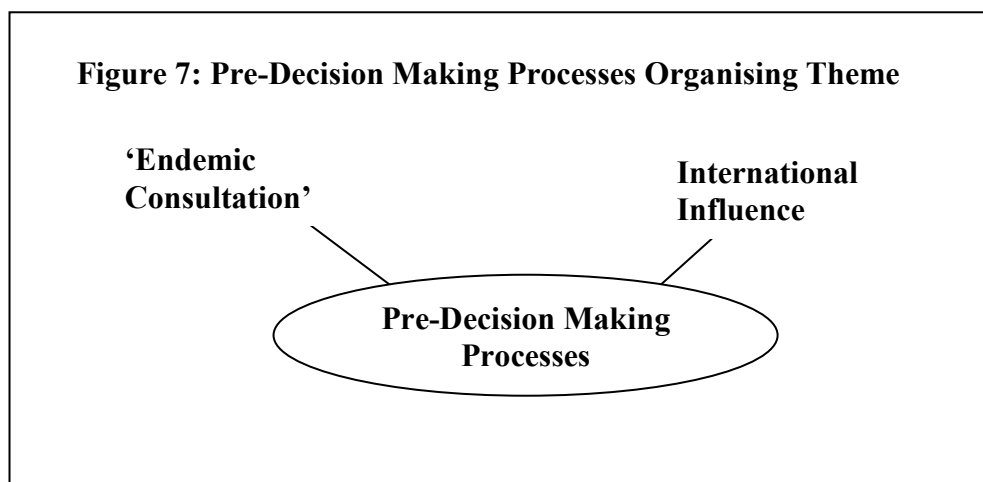 Figure 7: Pre-Decision Making Processes Organising Theme
‘Endemic
Consultation’
International
Influence
Pre-Decision Making
Processes